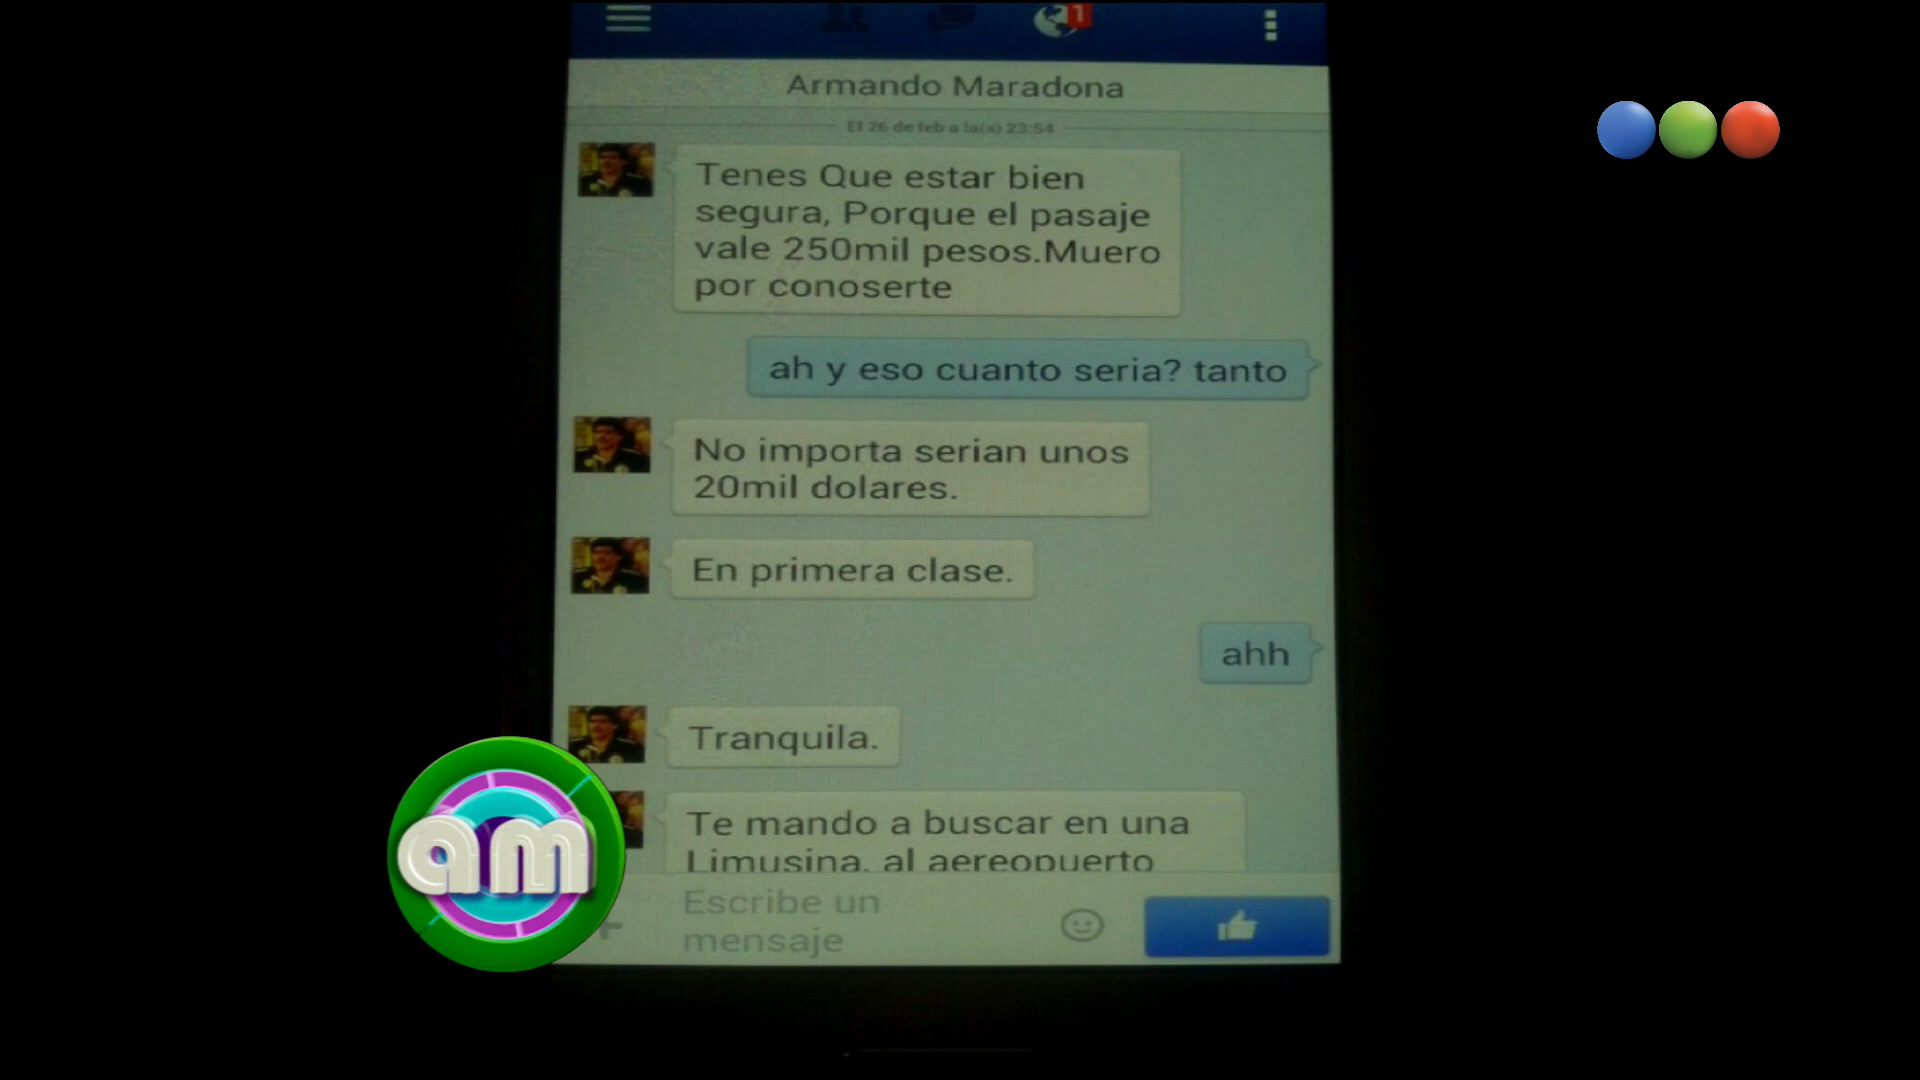 1
Armando Maradona
El 26 de feb a la(s) 23:54
Tenes Que estar bien
segura, Porque el pasaje
vale 250mil pesos.Muero
por conoserte
ah y eso cuanto seria? tanto
No importa serian unos
20mil dolares.
En primera clase.
ahh
Tranquila.
Te mando a buscar en una
Limusina. al aereopuerto
Escribe un
mensaje
am